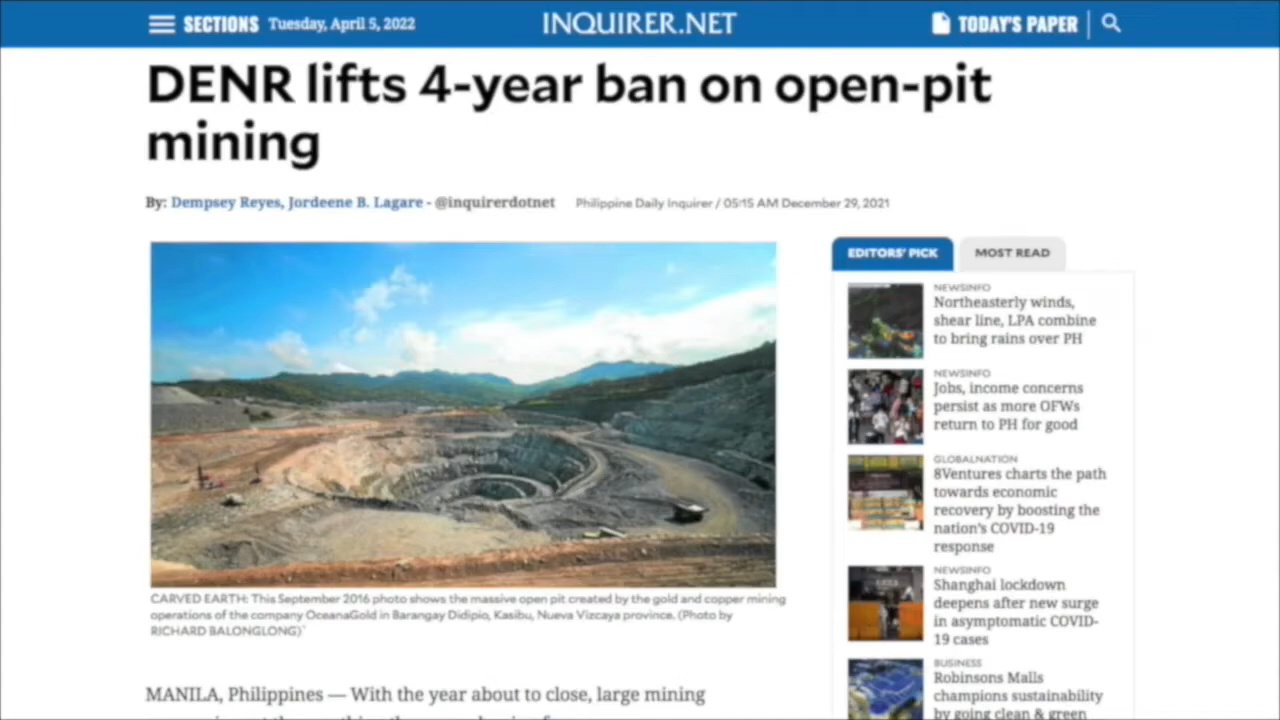 SECTIONS Tuesday, April 5, 2022 INQUIRER.NET TODAY'S PAPER
DENR lifts 4-year ban on open-pit
mining
By: Dempsey Reyes, Jordeene B. Lagare - @inquirerdotnet Philippine Daily Inquirer / 05:15 AM December 29, 2021
CARVED EARTH: This September 2016 photo shows the massive open pit created by the gold and copper mining
operations of the company OceanaGold in Barangay Didipio, Kasibu, Nueva Vizcaya province. (Photo by
RICHARD BALONGLONG)`
MANILA, Philippines — With the year about to close, large mining
EDITORS' PICK MOST READ
NEWSINFO
Northeasterly winds,
shear line, LPA combine
to bring rains over PH
NEWSINFO
Jobs, income concerns
persist as more OFWs
return to PH for good
GLOBALNATION
8Ventures charts the path
towards economic
recovery by boosting the
nation's COVID-19
response
NEWSINFO
Shanghai lockdown
deepens after new surge
in asymptomatic COVID-
19 cases
BUSINESS
Robinsons Malls
champions sustainability
by going clean & green